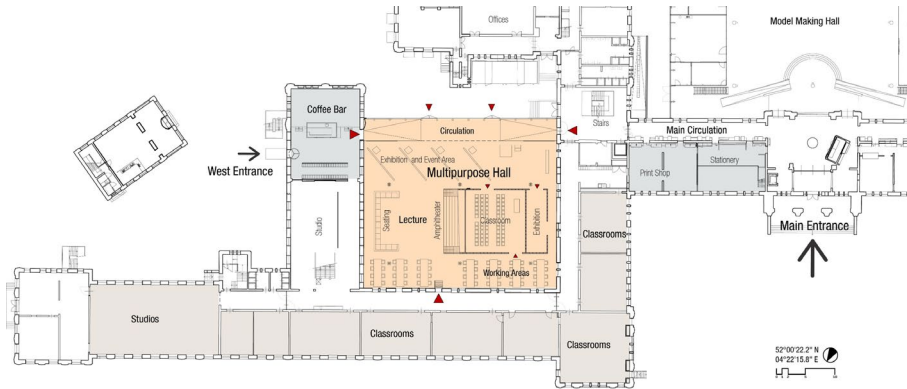 Offices
Model Making Hall
Coffee Bar
Circulation
Stairs
Main Circulation
West Entrance
Exhibition and Event Area
Multipurpose Hall
Print Shop
Stationery
Studio
Seating
Lecture
Amphitheater
Classroom
Exhibition
Classrooms
Main Entrance
Working Areas
Studios
Classrooms
Classrooms
52°00'22.2" N
04°22'15.8" E